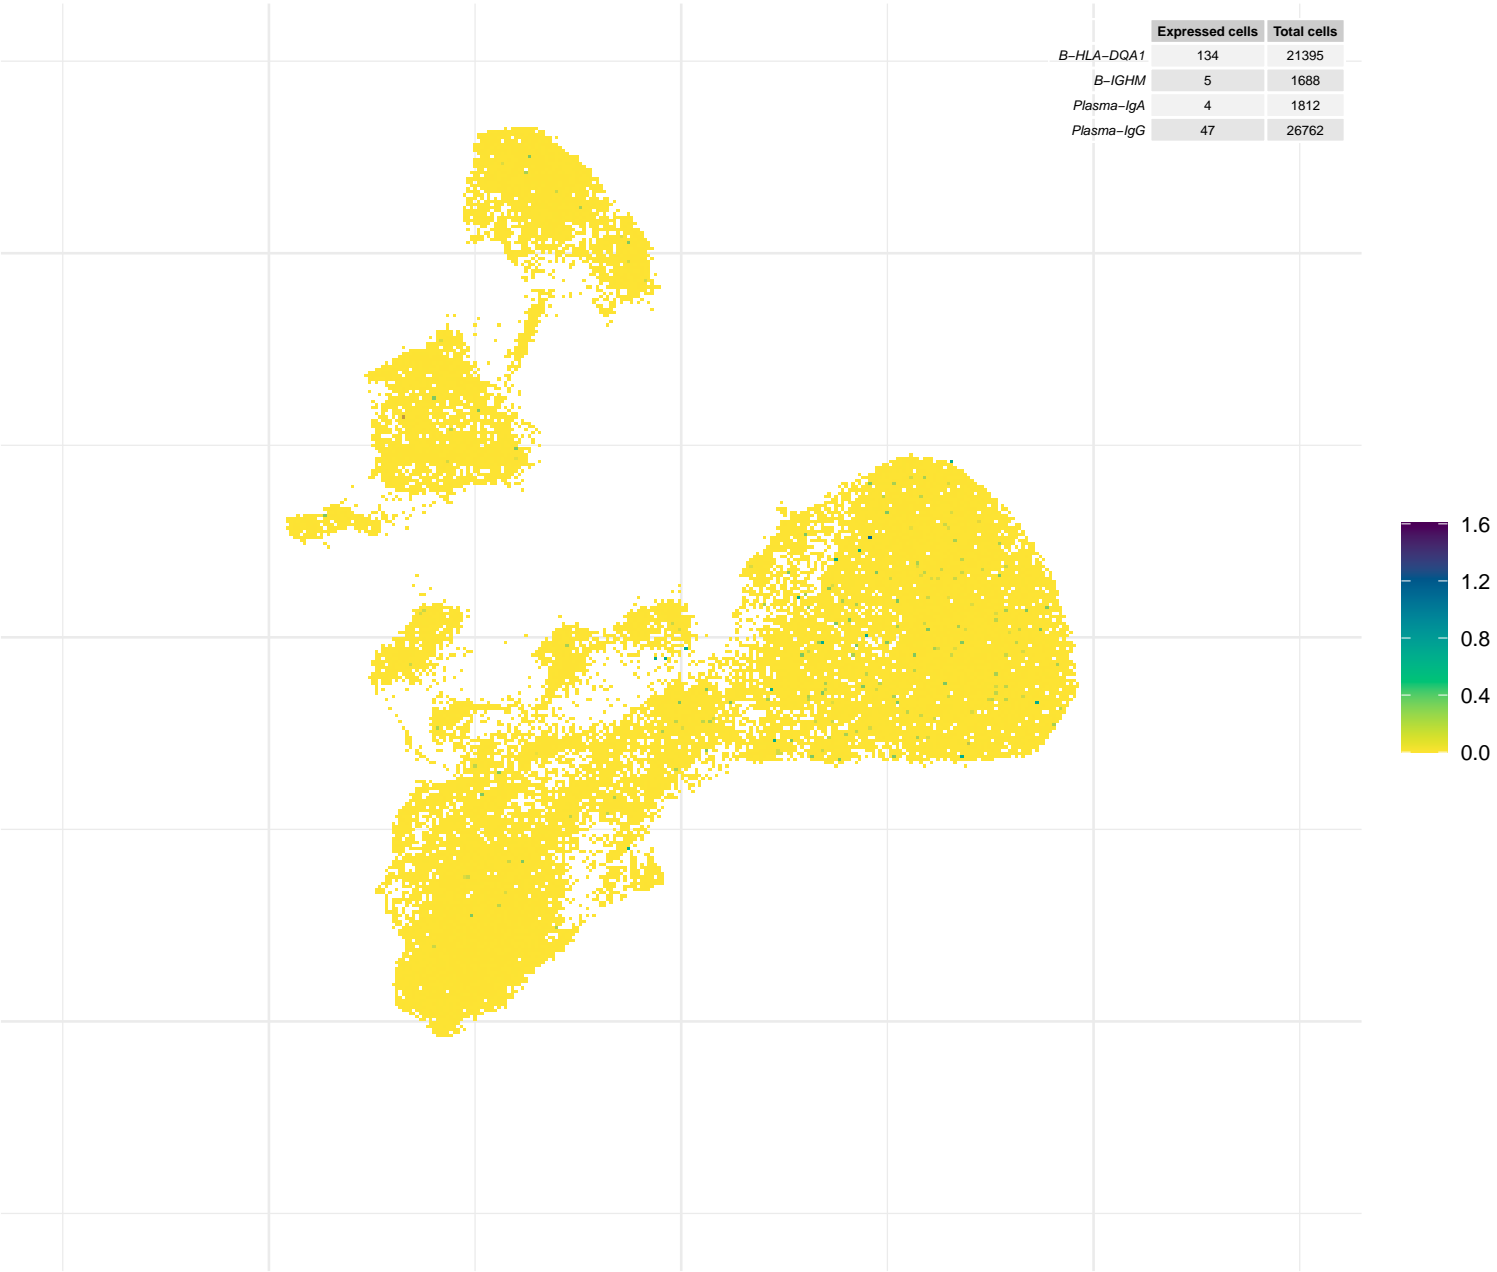 Expressed cells Total cells
B−HLA−DQA1 134 21395
B−IGHM 5 1688
Plasma−IgA 4 1812
Plasma−IgG 47 26762
1.6
1.2
0.8
0.4
0.0